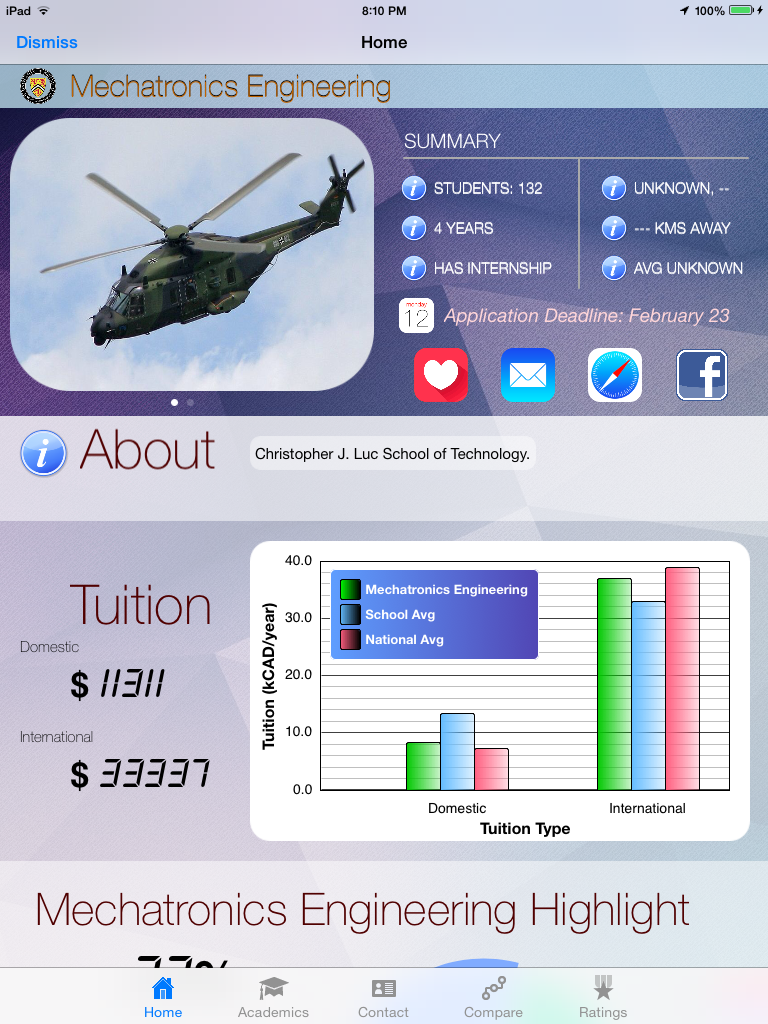 iPad 8:10 PM 100%
Dismiss Home
Mechatronics Engineering
SUMMARY
STUDENTS: 132
UNKNOWN, --
4 YEARS
--- KMS AWAY
HAS INTERNSHIP
AVG UNKNOWN
monday
12
Application Deadline: February 23
f
i About
Christopher J. Luc School of Technology.
Tuition
Domestic
$ 11311
International
$ 33337
40.0
30.0
20.0
10.0
0.0
Tuition (kCAD/year)
Mechatronics Engineering
School Avg
National Avg
Domestic
International
Tuition Type
Mechatronics Engineering Highlight
Home
Academics
Contact
Compare
Ratings